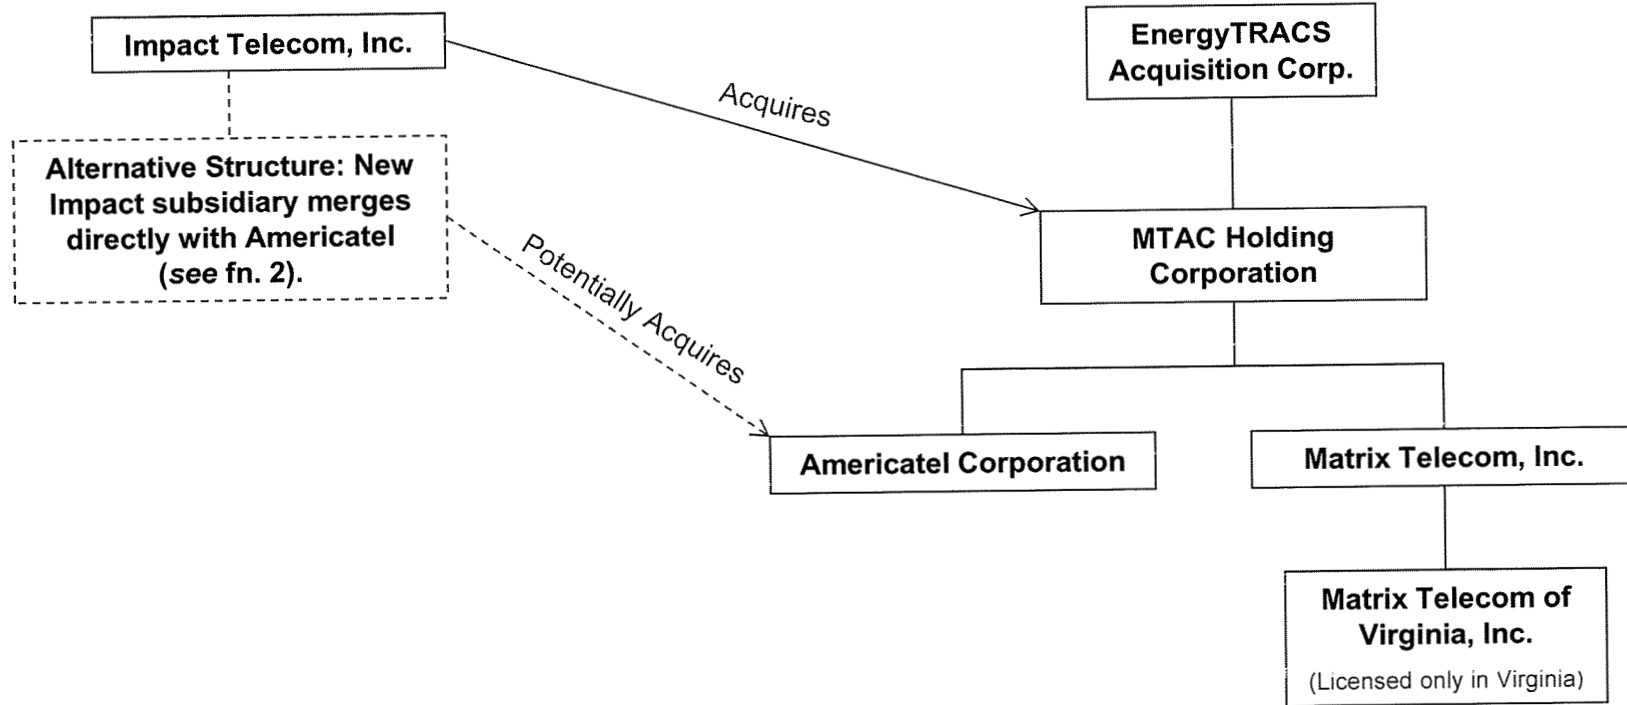 Impact Telecom, Inc.
EnergyTRACS
Acquisition Corp.
Acquires
Alternative Structure: New
Impact subsidiary merges
directly with Americatel
(see fn. 2).
MTAC Holding
Corporation
Potentially Acquires
Americatel Corporation
Matrix Telecom, Inc.
Matrix Telecom of
Virginia, Inc.
(Licensed only in Virginia)